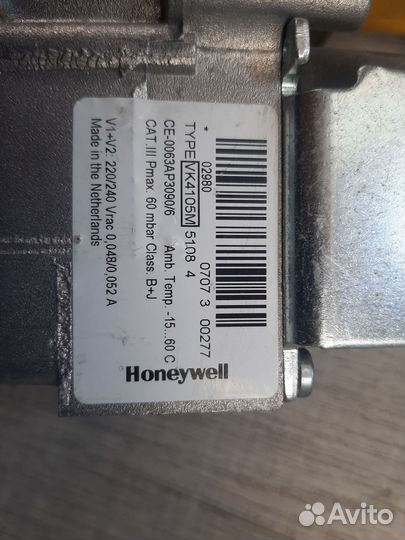 * 02980 0707 3 00277
TYPE VK4105M 5108 4
CE-0063AP3090/6 Amb. Temp. -15...60 C
CAT.III Pmax. 60 mbar Class. B+J
V1+V2: 220/240 Vrac 0,048/0,052 A
Made in the Netherlands
Honeywell
Avito